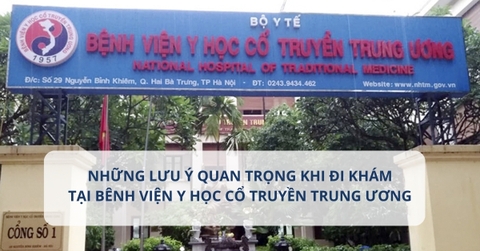 BỘ Y TẾ
BỆNH VIỆN Y HỌC CỔ TRUYỀN TRUNG ƯƠNG
NATIONAL HOSPITAL OF TRADITIONAL MEDICINE
1957
Đ/c: Số 29 Nguyễn Bỉnh Khiêm, Q. Hai Bà Trưng, TP Hà Nội - ĐT: 0243.9434.462
Website: www.nhtm.gov.vn
NHỮNG LƯU Ý QUAN TRỌNG KHI ĐI KHÁM
TẠI BÊNH VIỆN Y HỌC CỔ TRUYỀN TRUNG ƯƠNG
CỔNG SỐ 1